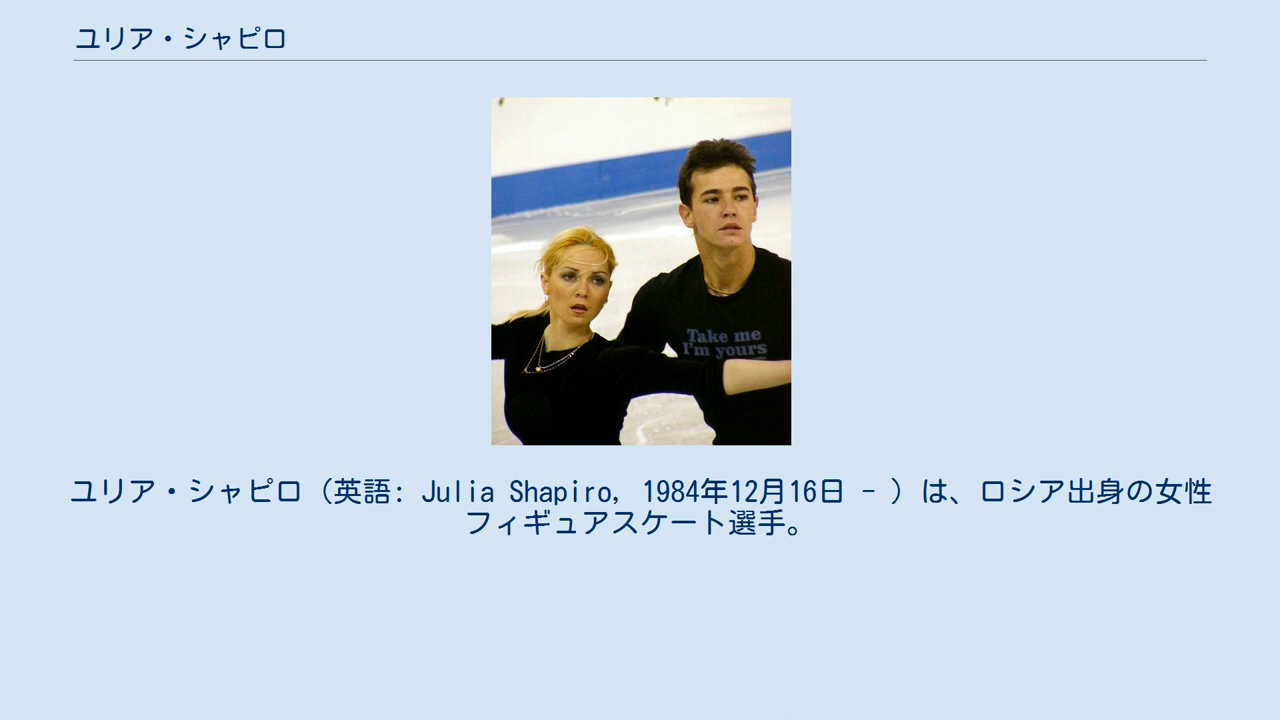 ユリア・シャピロ
Take me
I'm yours
ユリア・シャピロ（英語: Julia Shapiro, 1984年12月16日 - ）は、ロシア出身の女性
フィギュアスケート選手。